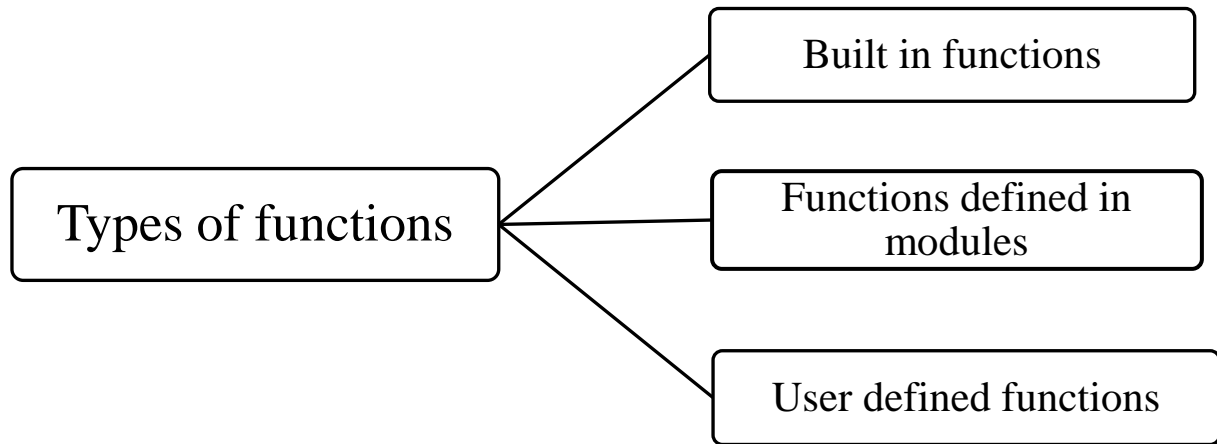 Built in functions
Types of functions
Functions defined in
modules
User defined functions